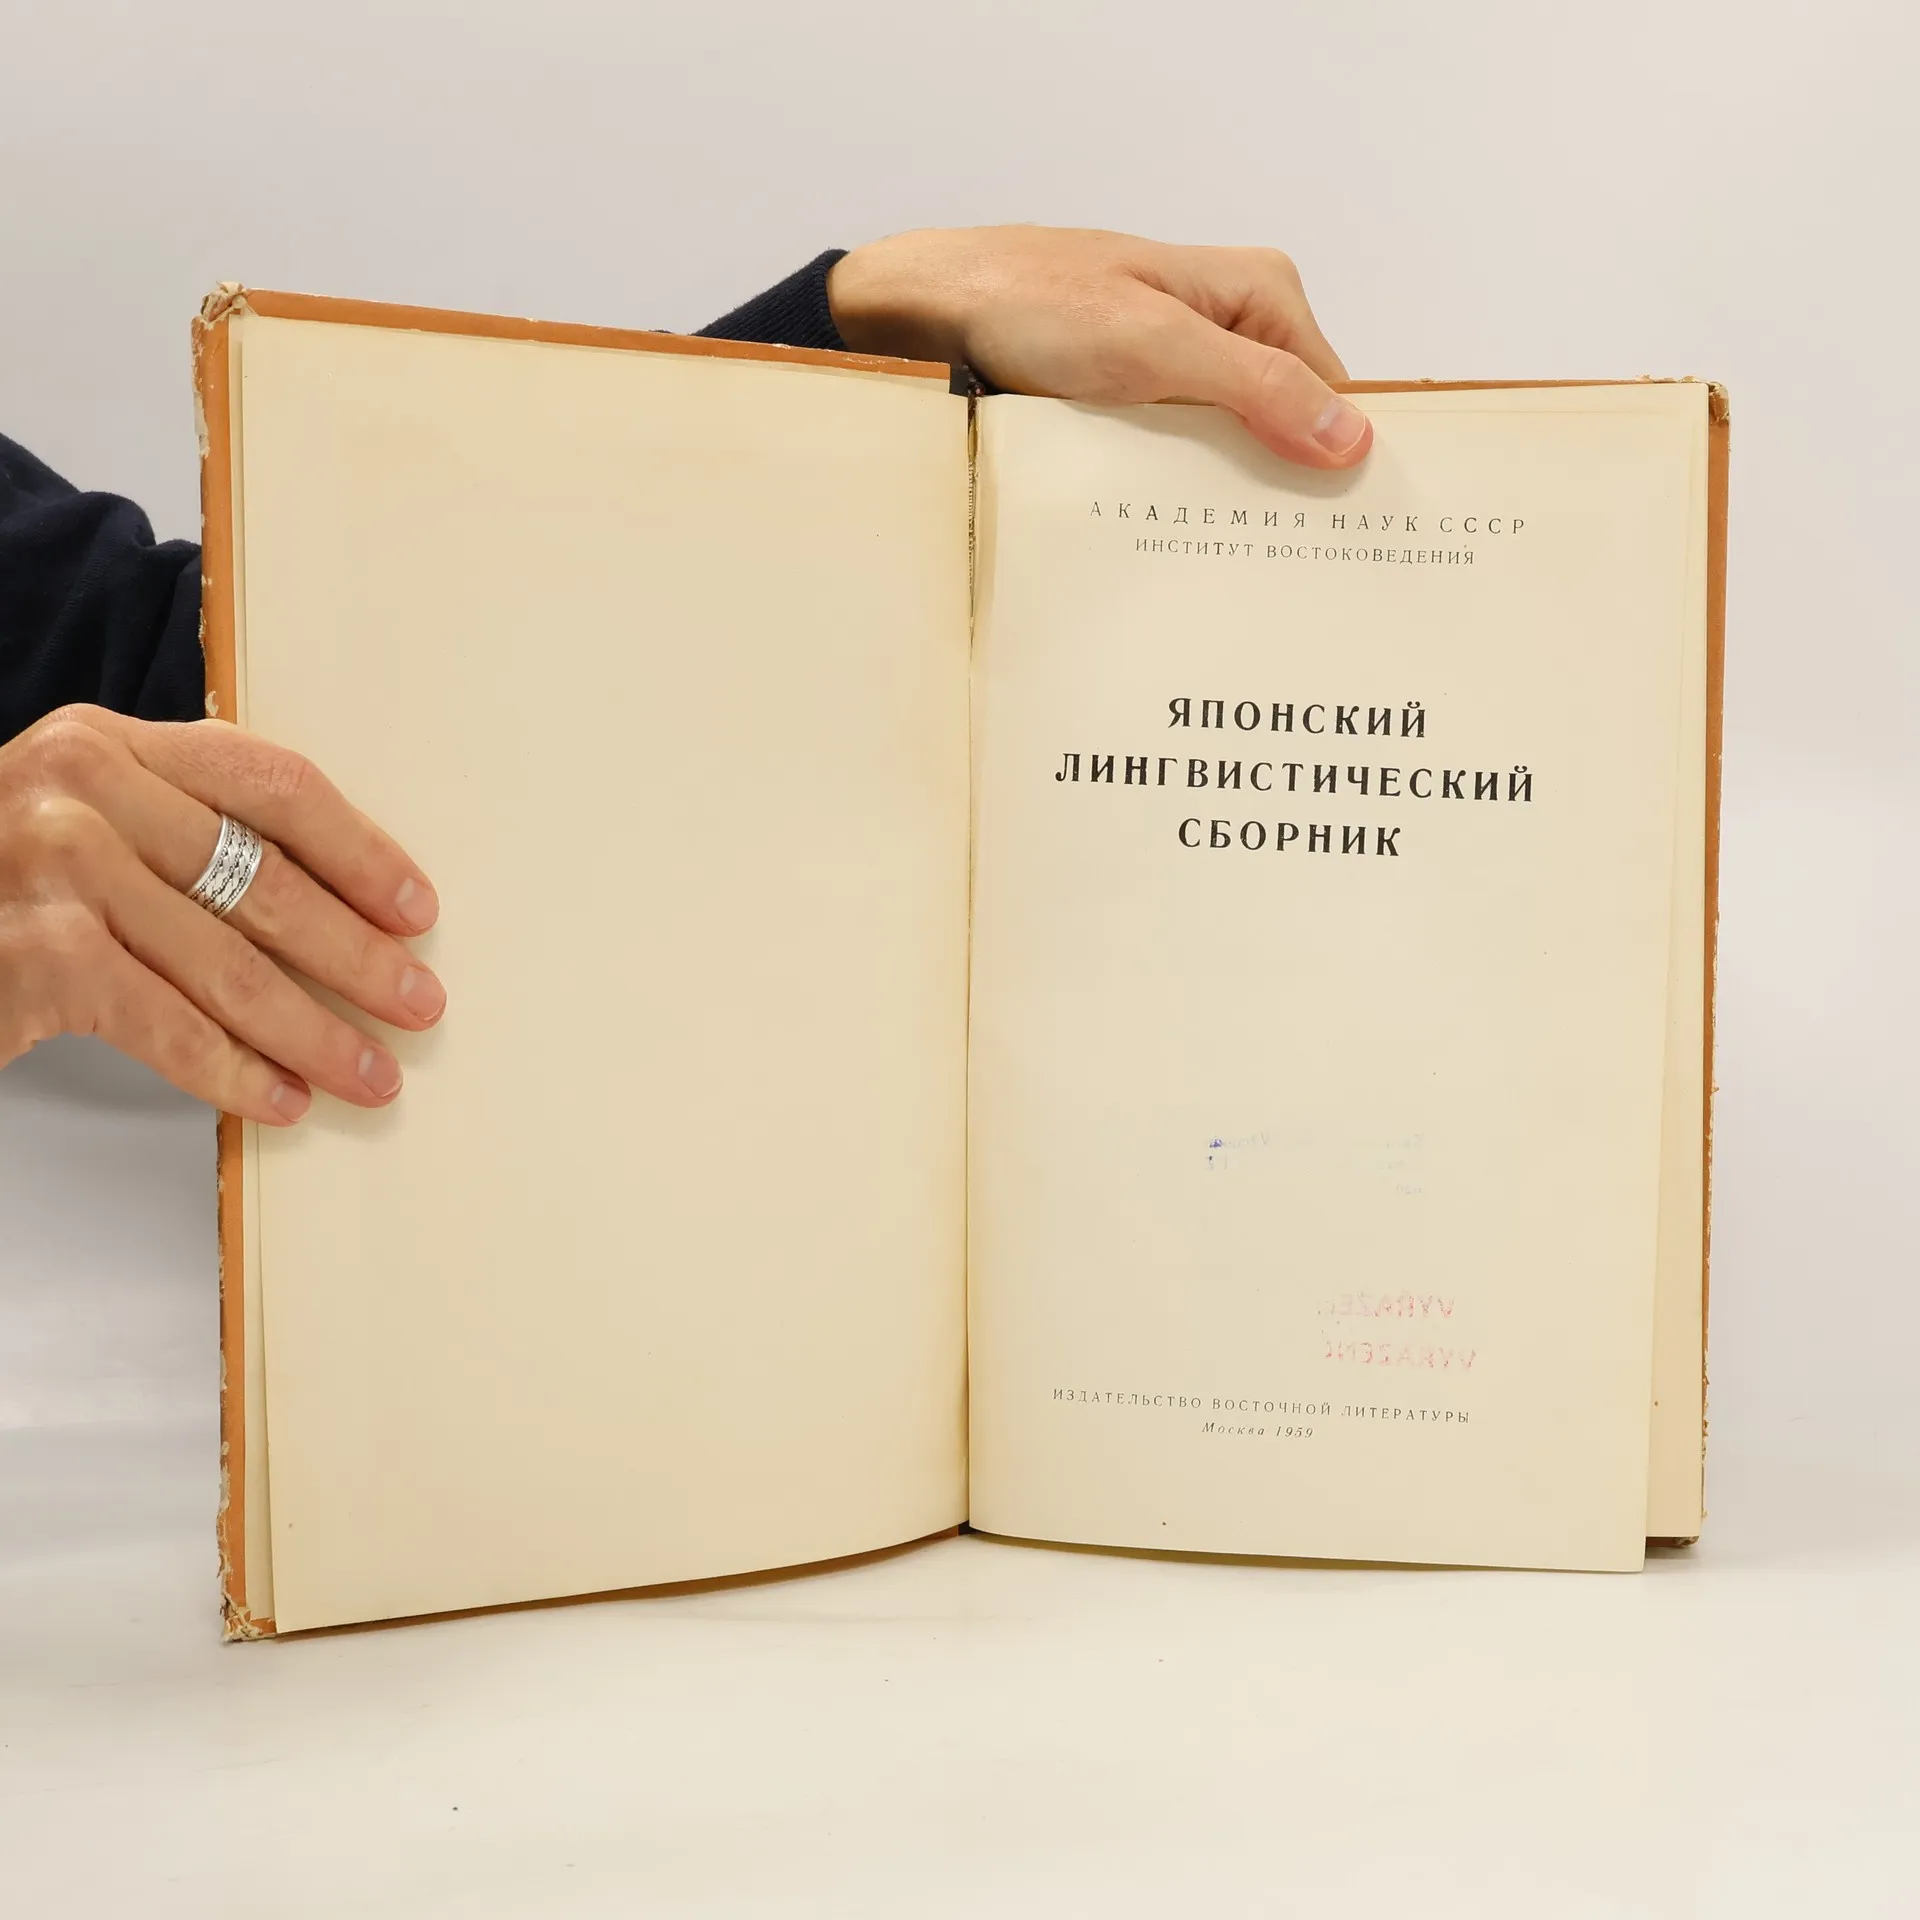 АКАДЕМИЯ НАУК СССР
ИНСТИТУТ ВОСТОКОВЕДЕНИЯ
ЯПОНСКИЙ
ЛИНГВИСТИЧЕСКИЙ
СБОРНИК
ИЗДАТЕЛЬСТВО ВОСТОЧНОЙ ЛИТЕРАТУРЫ
Москва 1959